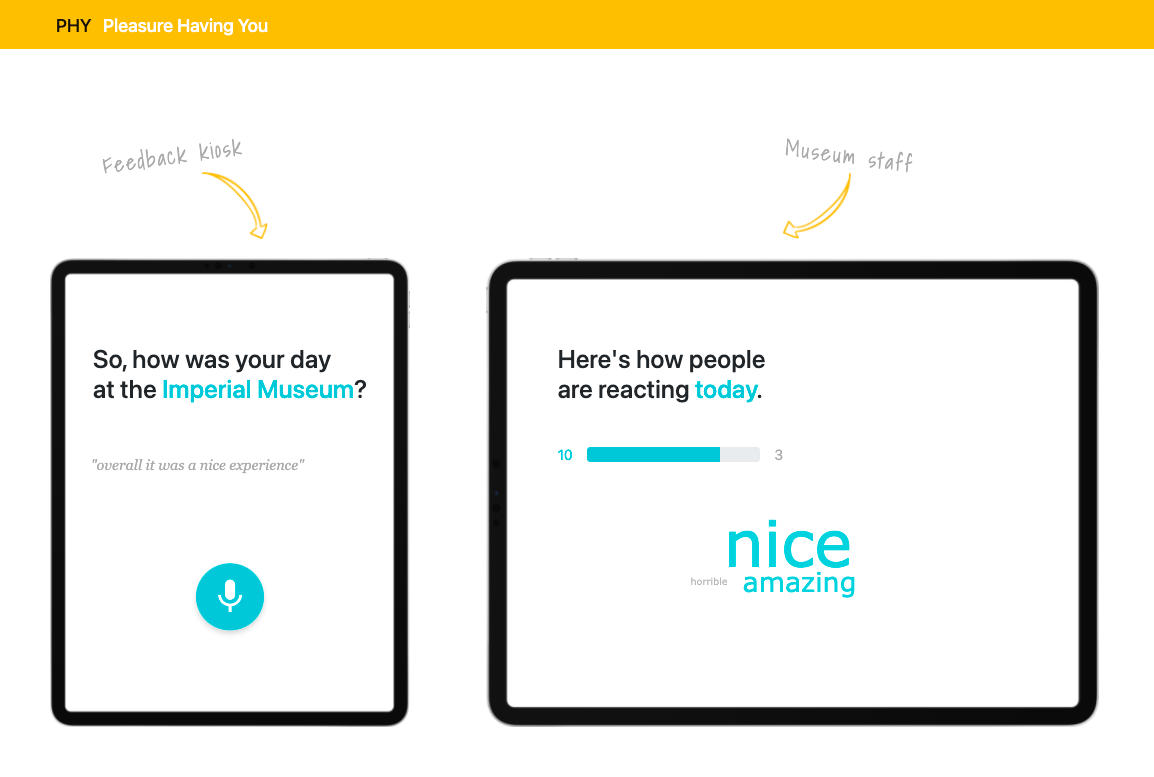 PHY Pleasure Having You
Feedback kiosk
Museum staff
So, how was your day
at the Imperial Museum?
"overall it was a nice experience"
Here's how people
are reacting today.
10 3
nice
horrible amazing